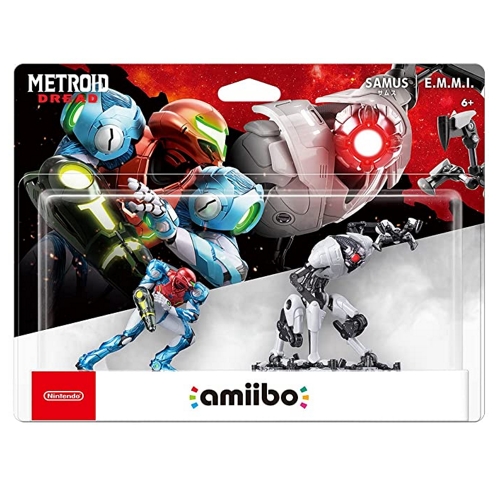 METROID
DREAD
SAMUS
サムス
E.M.M.I.
6+
Nintendo
amiibo